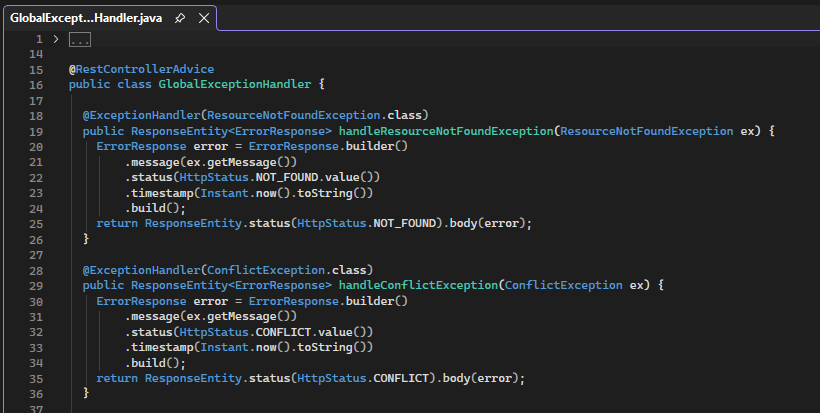 GlobalExcept...Handler.java
1 ...
14
15 @RestControllerAdvice
16 public class GlobalExceptionHandler {
17
18 @ExceptionHandler(ResourceNotFoundException.class)
19 public ResponseEntity<ErrorResponse> handleResourceNotFoundException(ResourceNotFoundException ex) {
20 ErrorResponse error = ErrorResponse.builder()
21 .message(ex.getMessage())
22 .status(HttpStatus.NOT_FOUND.value())
23 .timestamp(Instant.now().toString())
24 .build();
25 return ResponseEntity.status(HttpStatus.NOT_FOUND).body(error);
26 }
27
28 @ExceptionHandler(ConflictException.class)
29 public ResponseEntity<ErrorResponse> handleConflictException(ConflictException ex) {
30 ErrorResponse error = ErrorResponse.builder()
31 .message(ex.getMessage())
32 .status(HttpStatus.CONFLICT.value())
33 .timestamp(Instant.now().toString())
34 .build();
35 return ResponseEntity.status(HttpStatus.CONFLICT).body(error);
36 }
37